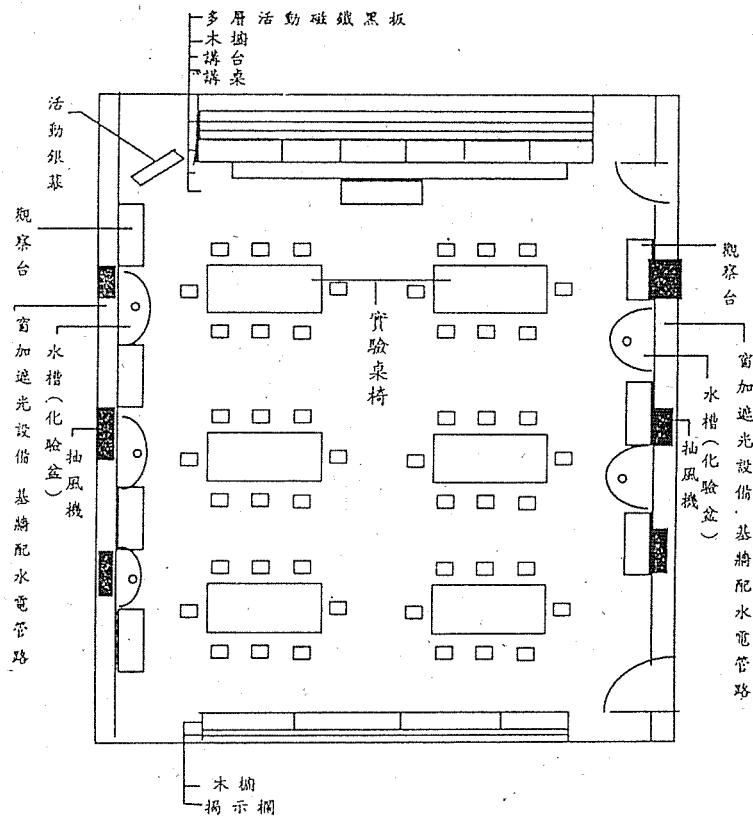 多層活動磁鐵黑板
木櫥
講台
講桌
活動銀幕
觀察台
窗加遮光設備．基牆配水電管路
水槽(化驗盆)
抽風機
實驗桌椅
觀察台
窗加遮光設備．基牆配水電管路
水槽(化驗盆)
抽風機
木櫥
揭示欄